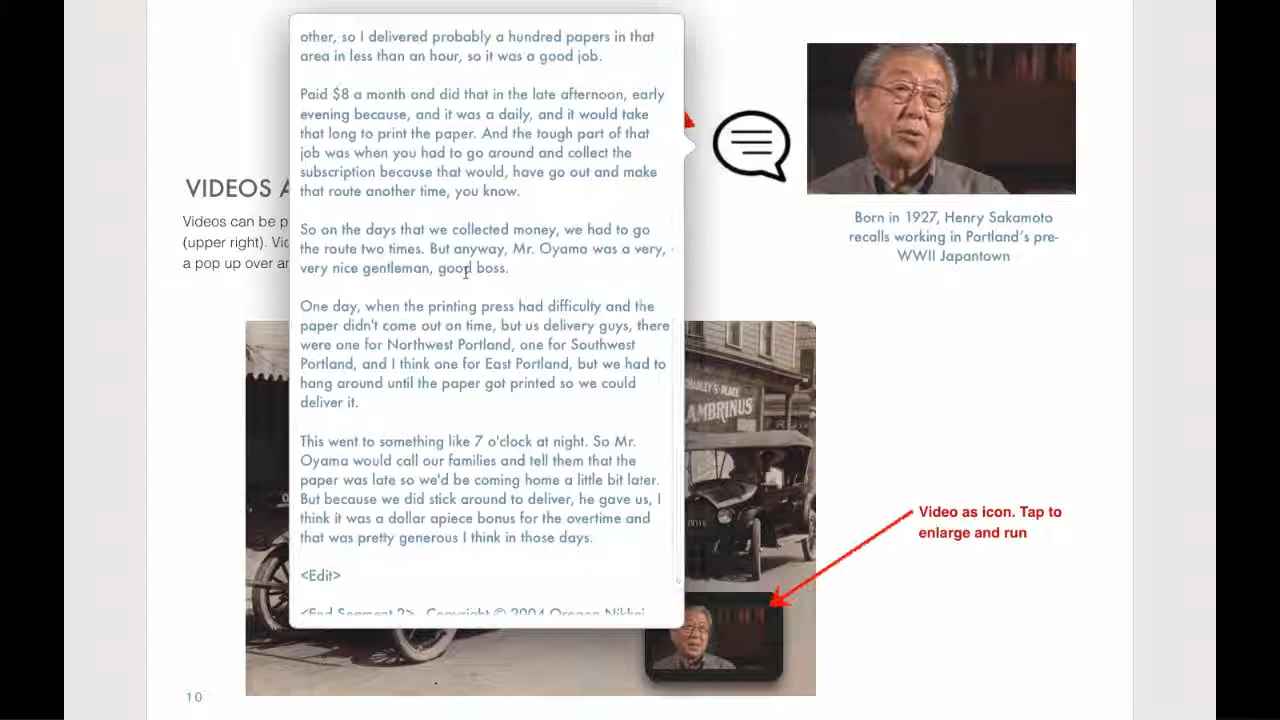 other, so I delivered probably a hundred papers in that
area in less than an hour, so it was a good job.
Paid $8 a month and did that in the late afternoon, early
evening because, and it was a daily, and it would take
that long to print the paper. And the tough part of that
job was when you had to go around and collect the
subscription because that would, have go out and make
that route another time, you know.
So on the days that we collected money, we had to go
the route two times. But anyway, Mr. Oyama was a very,
very nice gentleman, good boss.
One day, when the printing press had difficulty and the
paper didn't come out on time, but us delivery guys, there
were one for Northwest Portland, one for Southwest
Portland, and I think one for East Portland, but we had to
hang around until the paper got printed so we could
deliver it.
This went to something like 7 o'clock at night. So Mr.
Oyama would call our families and tell them that the
paper was late so we'd be coming home a little bit later.
But because we did stick around to deliver, he gave us, I
think it was a dollar apiece bonus for the overtime and
that was pretty generous I think in those days.
<Edit>
<End Segment 2> Copyright © 2004 Oregon Nikkei
VIDEOS A
Videos can be p
(upper right). Vid
a pop up over an
Born in 1927, Henry Sakamoto
recalls working in Portland's pre-
WWII Japantown
CHARLEY'S PLACE
AMBRINUS
Video as icon. Tap to
enlarge and run
10